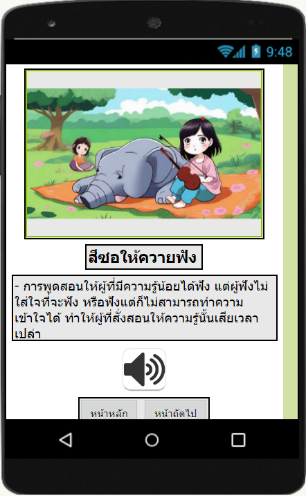 9:48
สีซอให้ควายฟัง
- การพูดสอนให้ผู้ที่มีความรู้น้อยได้ฟัง แต่ผู้ฟังไม่
ใส่ใจที่จะฟัง หรือฟังแต่ก็ไม่สามารถทำความ
เข้าใจได้ ทำให้ผู้ที่สั่งสอนให้ความรู้นั้นเสียเวลา
เปล่า
หน้าหลัก หน้าถัดไป